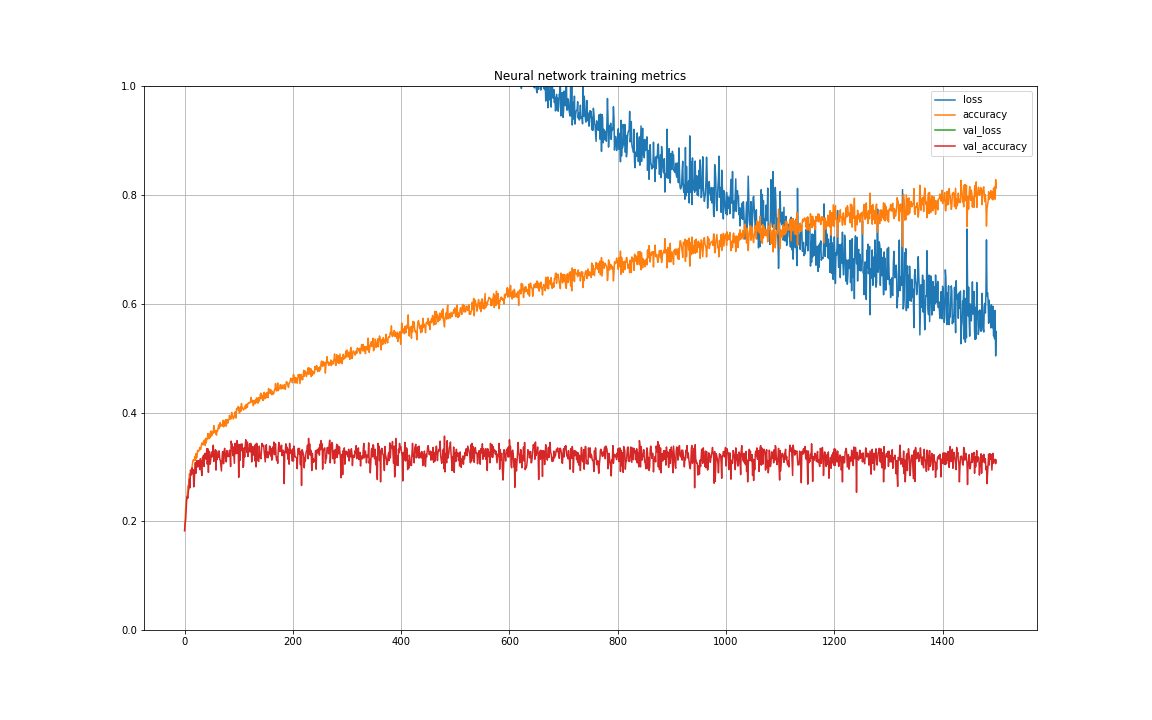 Neural network training metrics
1.0
loss
accuracy
val_loss
val_accuracy
0.8
0.6
0.4
0.2
0.0
0 200 400 600 800 1000 1200 1400